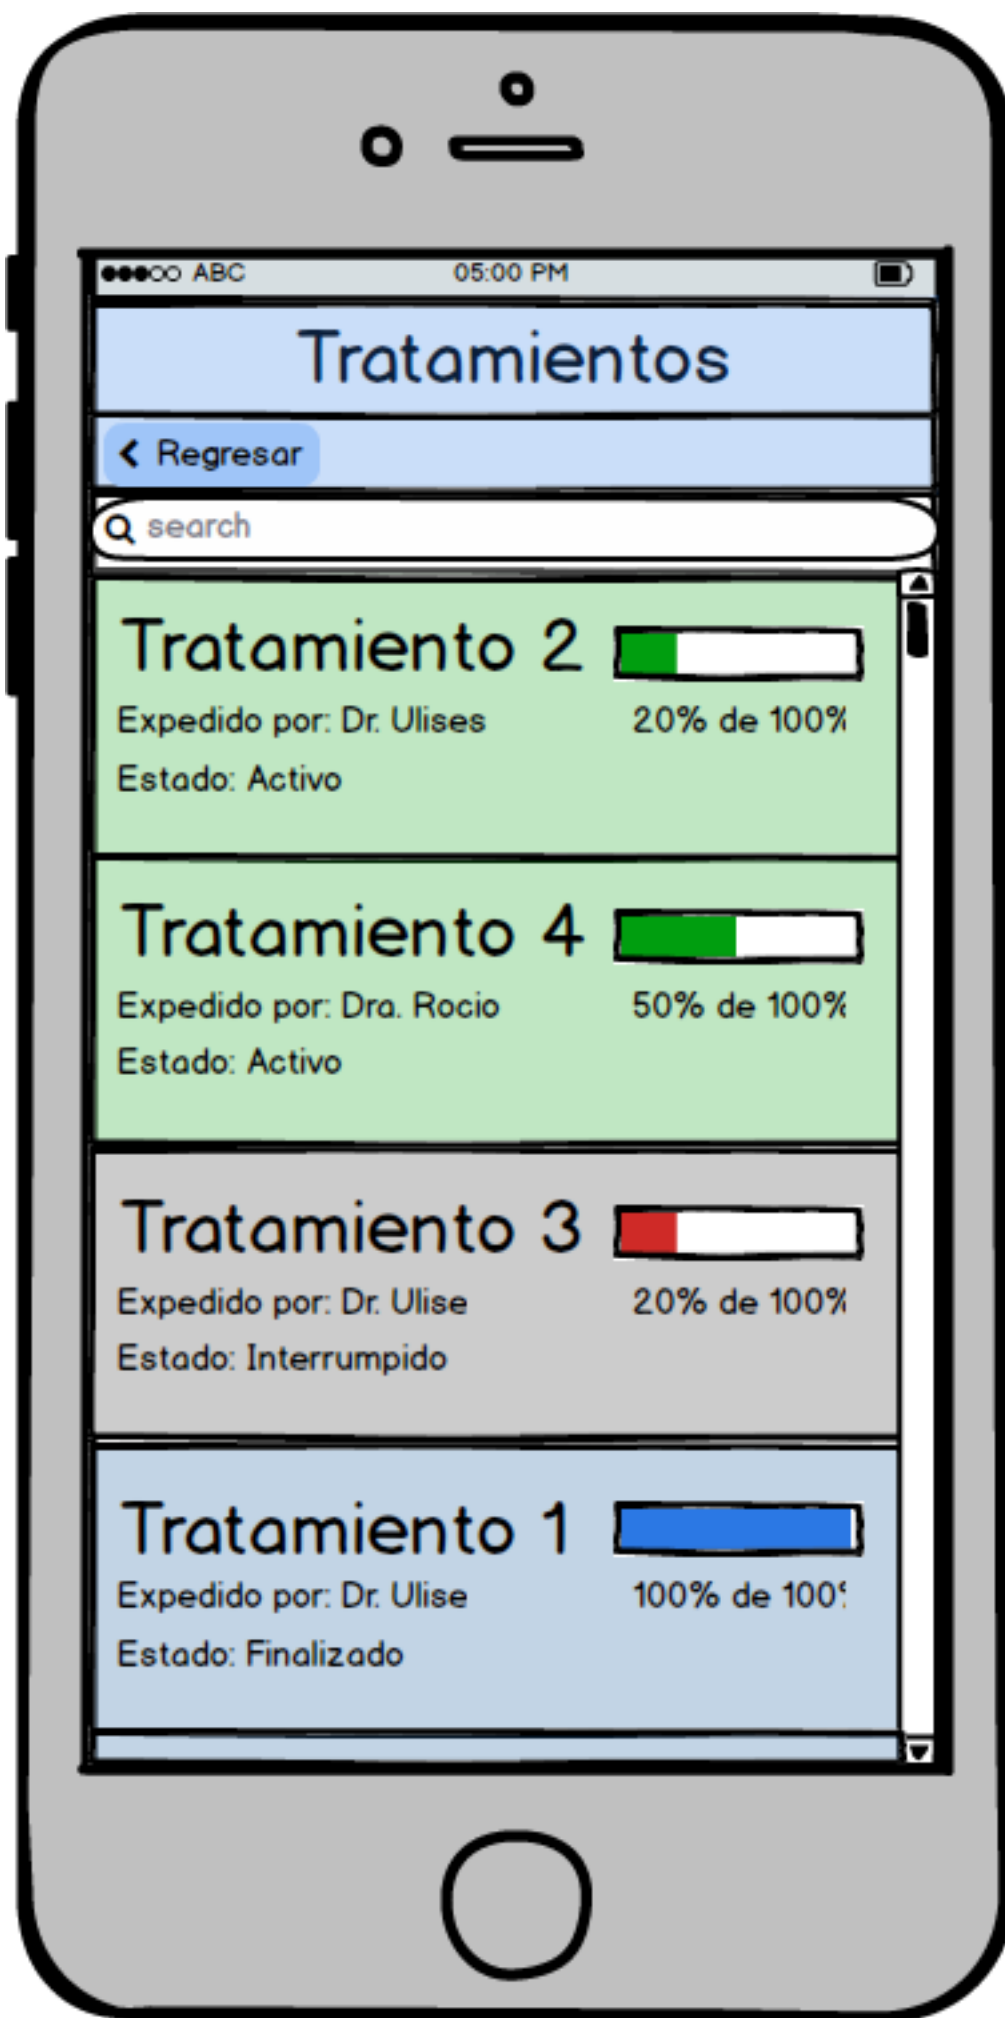 ABC 05:00 PM
Tratamientos
Regresar
search
Tratamiento 2
Expedido por: Dr. Ulises 20% de 100%
Estado: Activo
Tratamiento 4
Expedido por: Dra. Rocio 50% de 100%
Estado: Activo
Tratamiento 3
Expedido por: Dr. Ulise 20% de 100%
Estado: Interrumpido
Tratamiento 1
Expedido por: Dr. Ulise 100% de 100%
Estado: Finalizado